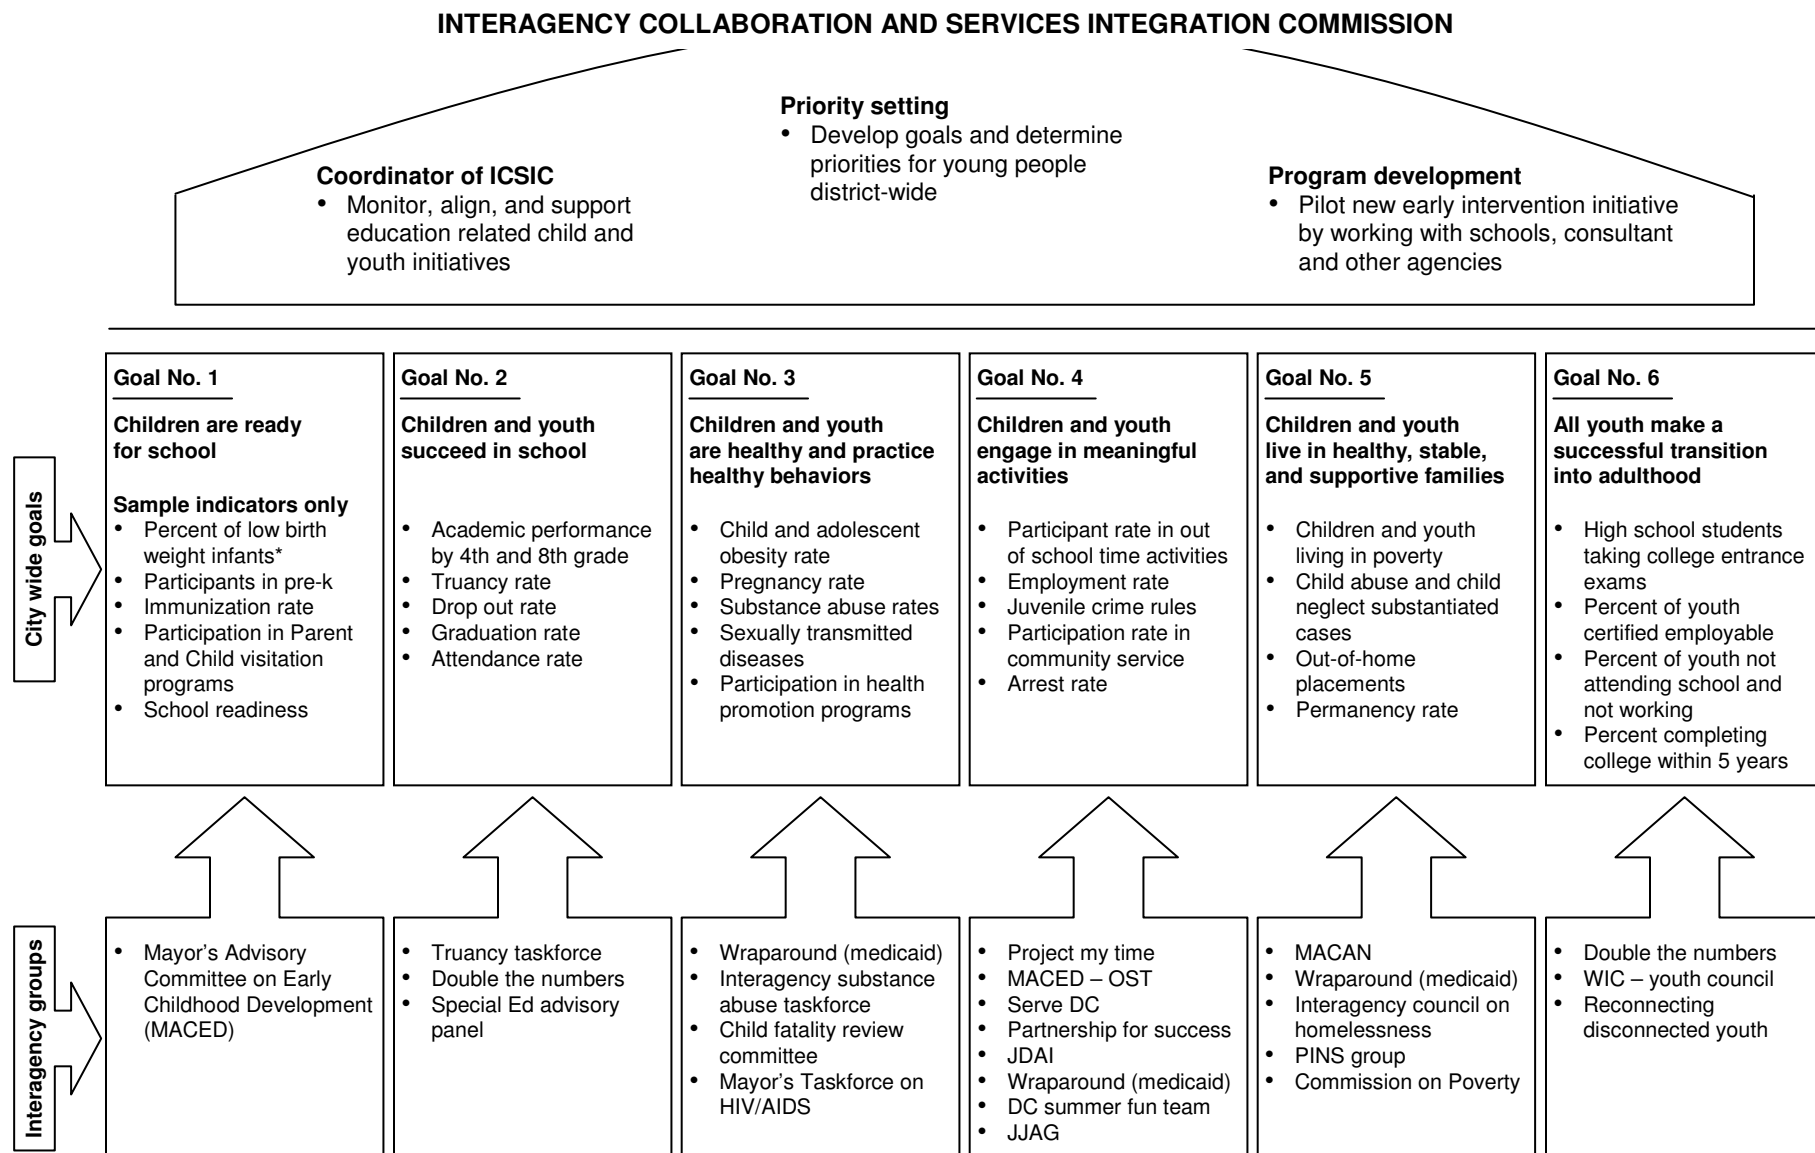 INTERAGENCY COLLABORATION AND SERVICES INTEGRATION COMMISSION
Priority setting
• Develop goals and determine
priorities for young people
district-wide
Coordinator of ICSIC
• Monitor, align, and support
education related child and
youth initiatives
Program development
• Pilot new early intervention initiative
by working with schools, consultant
and other agencies
City wide goals
Goal No. 1
Children are ready
for school
Sample indicators only
• Percent of low birth
weight infants*
• Participants in pre-k
• Immunization rate
• Participation in Parent
and Child visitation
programs
• School readiness
Goal No. 2
Children and youth
succeed in school
• Academic performance
by 4th and 8th grade
• Truancy rate
• Drop out rate
• Graduation rate
• Attendance rate
Goal No. 3
Children and youth
are healthy and practice
healthy behaviors
• Child and adolescent
obesity rate
• Pregnancy rate
• Substance abuse rates
• Sexually transmitted
diseases
• Participation in health
promotion programs
Goal No. 4
Children and youth
engage in meaningful
activities
• Participant rate in out
of school time activities
• Employment rate
• Juvenile crime rules
• Participation rate in
community service
• Arrest rate
Goal No. 5
Children and youth
live in healthy, stable,
and supportive families
• Children and youth
living in poverty
• Child abuse and child
neglect substantiated
cases
• Out-of-home
placements
• Permanency rate
Goal No. 6
All youth make a
successful transition
into adulthood
• High school students
taking college entrance
exams
• Percent of youth
certified employable
• Percent of youth not
attending school and
not working
• Percent completing
college within 5 years
Interagency groups
• Mayor's Advisory
Committee on Early
Childhood Development
(MACED)
• Truancy taskforce
• Double the numbers
• Special Ed advisory
panel
• Wraparound (medicaid)
• Interagency substance
abuse taskforce
• Child fatality review
committee
• Mayor's Taskforce on
HIV/AIDS
• Project my time
• MACED – OST
• Serve DC
• Partnership for success
• JDAI
• Wraparound (medicaid)
• DC summer fun team
• JJAG
• MACAN
• Wraparound (medicaid)
• Interagency council on
homelessness
• PINS group
• Commission on Poverty
• Double the numbers
• WIC – youth council
• Reconnecting
disconnected youth